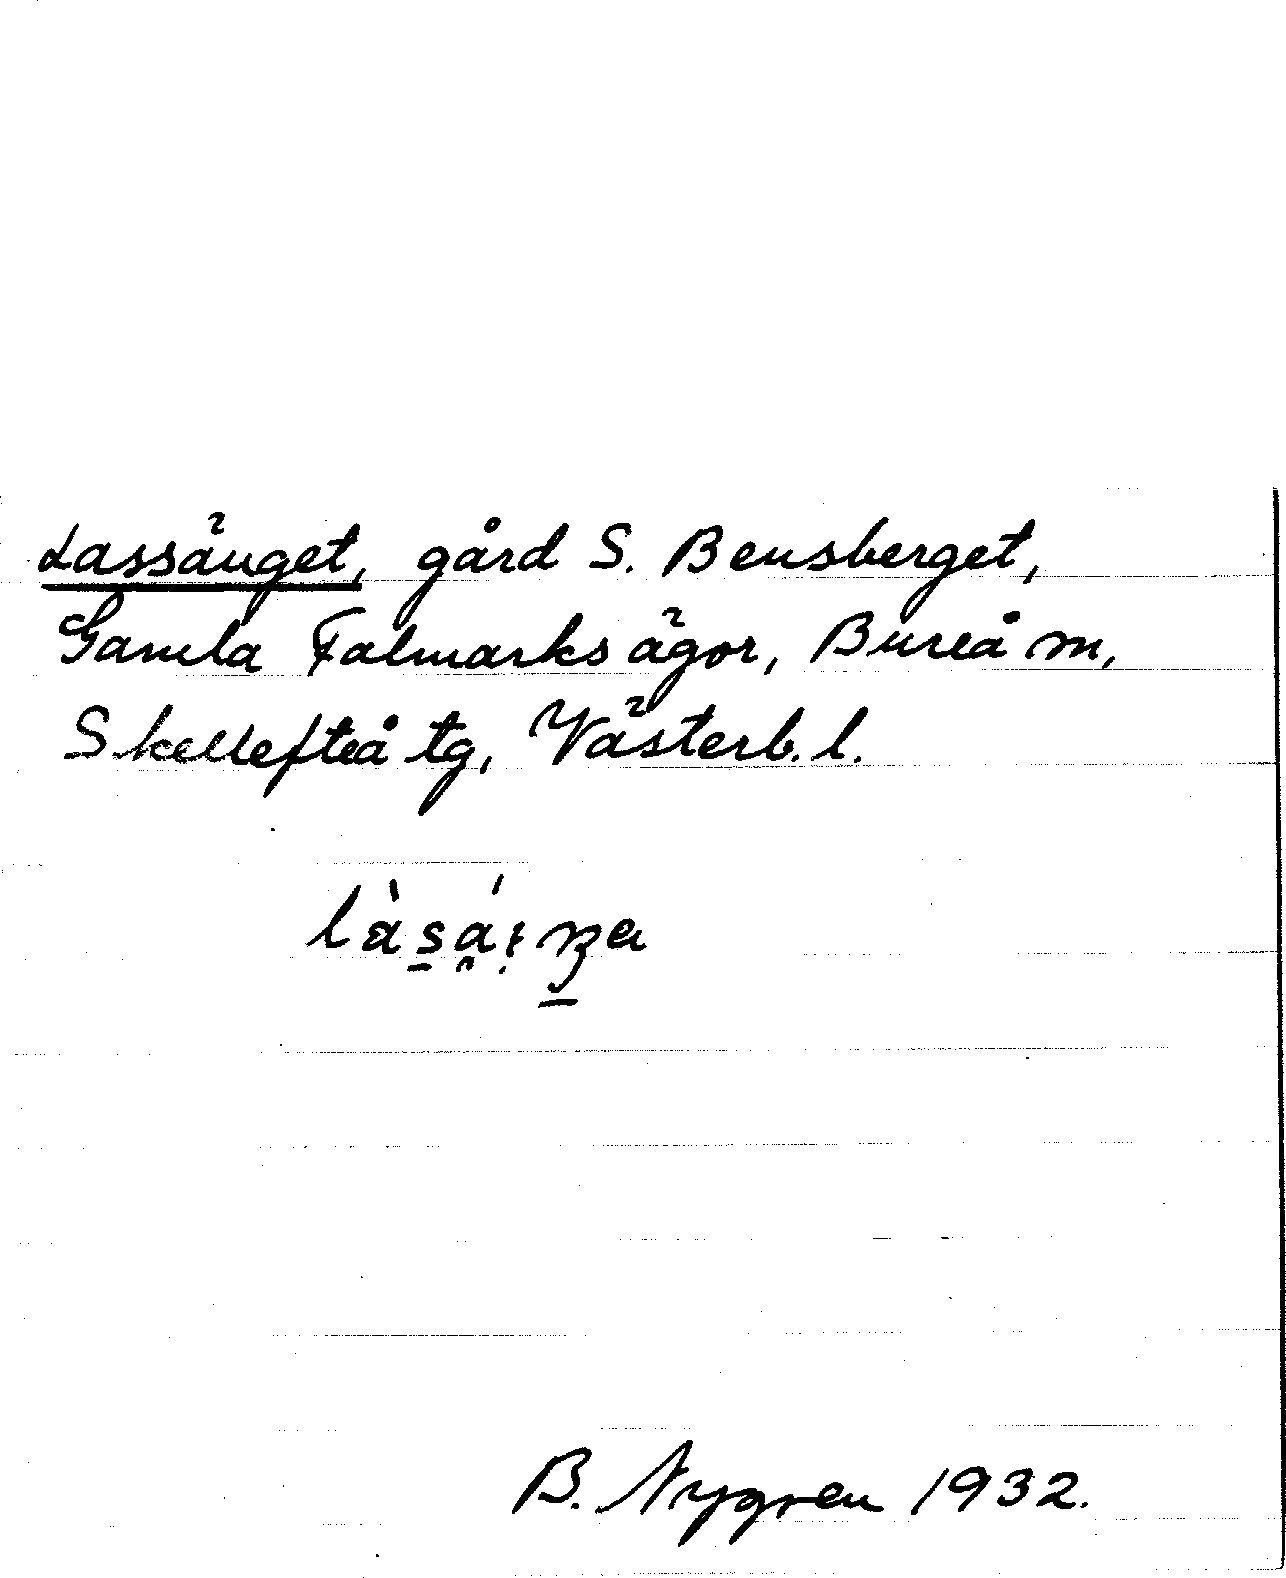 Lassänget, gård S. Bensberget,
Gamla Falmarks ägor, Bureå m,
Skellefteå tg, Västerb. l.
B. Nygren 1932.